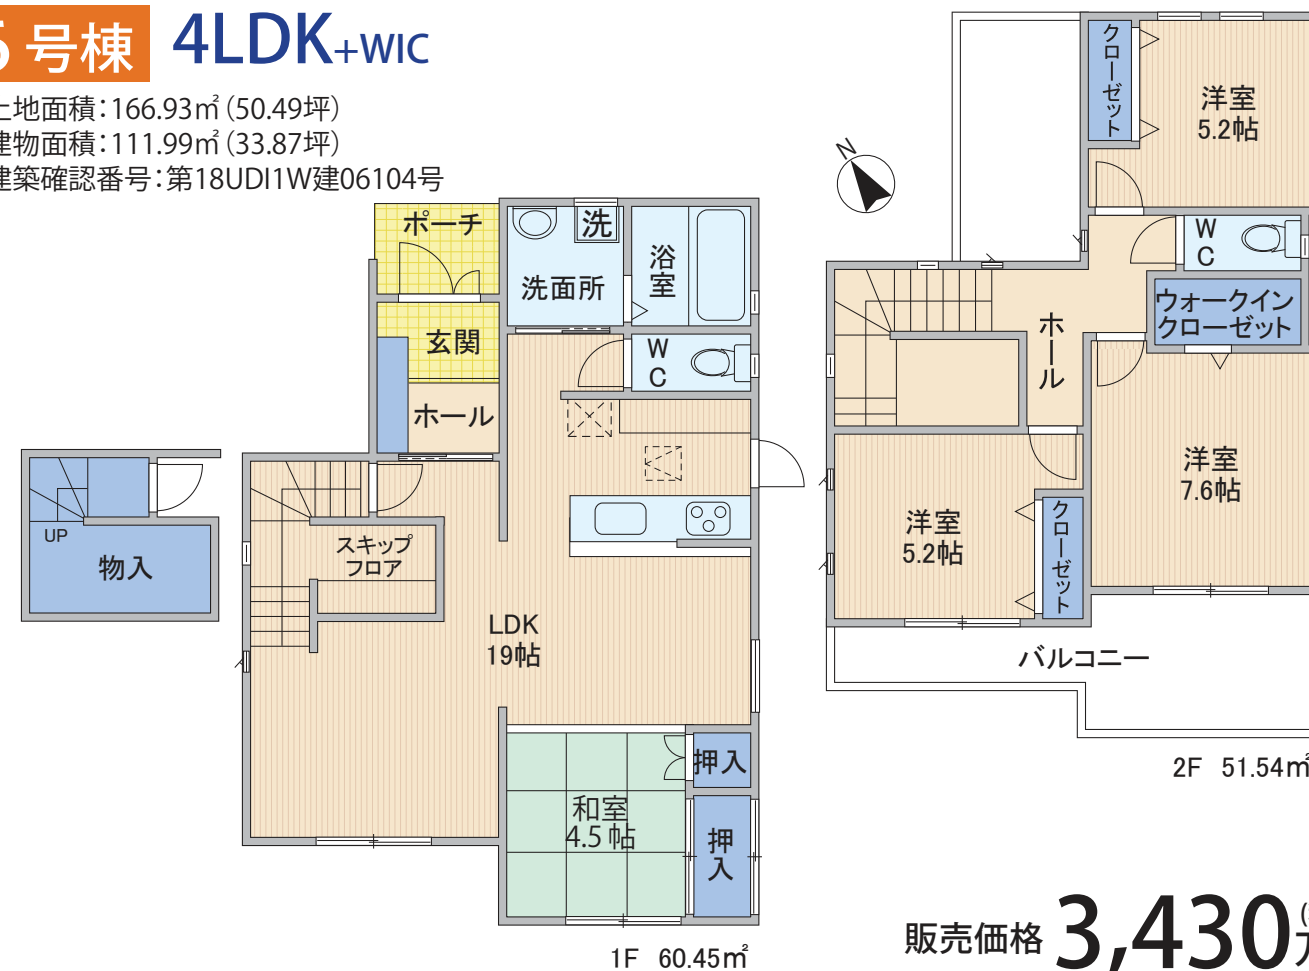 号棟 4LDK+WIC
土地面積：166.93㎡（50.49坪）
建物面積：111.99㎡（33.87坪）
建築確認番号：第18UDI1W建06104号
ポーチ
洗
洗面所
浴室
玄関
WC
ホール
UP
物入
スキップ
フロア
LDK
19帖
押入
和室
4.5帖
押入
1F 60.45㎡
N
クローゼット
洋室
5.2帖
WC
ウォークイン
クローゼット
ホール
洋室
7.6帖
洋室
5.2帖
クローゼット
バルコニー
2F 51.54㎡
販売価格 3,430